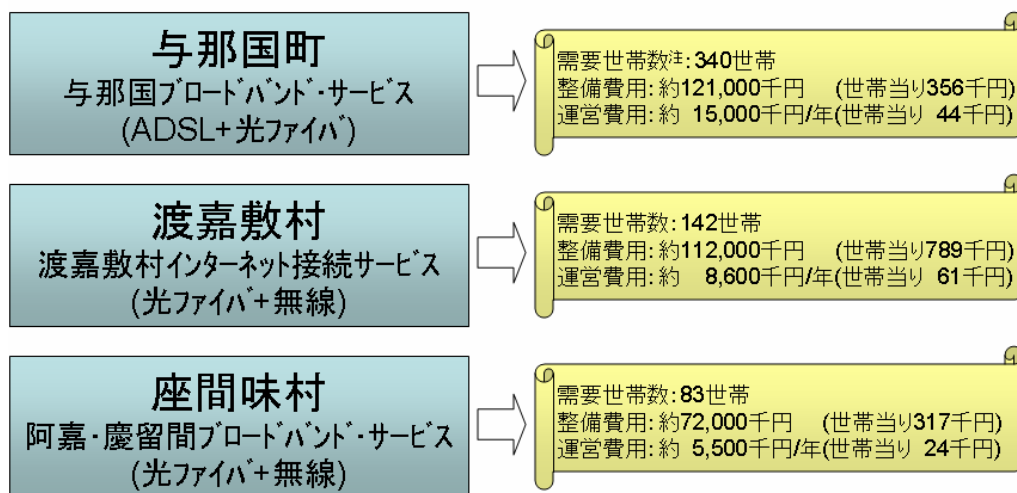 与那国町
与那国ブロードバンド・サービス
(ADSL+光ファイバ)
需要世帯数注:340世帯
整備費用:約121,000千円 (世帯当り356千円)
運営費用:約 15,000千円/年(世帯当り 44千円)
渡嘉敷村
渡嘉敷村インターネット接続サービス
(光ファイバ+無線)
需要世帯数:142世帯
整備費用:約112,000千円 (世帯当り789千円)
運営費用:約 8,600千円/年(世帯当り 61千円)
座間味村
阿嘉・慶留間ブロードバンド・サービス
(光ファイバ+無線)
需要世帯数:83世帯
整備費用:約72,000千円 (世帯当り317千円)
運営費用:約 5,500千円/年(世帯当り 24千円)